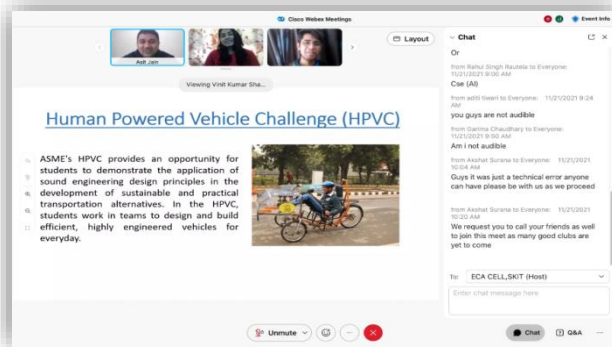 Cisco Webex Meetings
Event Info
Layout
Asit Jain
Viewing Vinit Kumar Sha...
Human Powered Vehicle Challenge (HPVC)
ASME's HPVC provides an opportunity for
students to demonstrate the application of
sound engineering design principles in the
development of sustainable and practical
transportation alternatives. In the HPVC,
students work in teams to design and build
efficient, highly engineered vehicles for
everyday.
Unmute
Chat
Or
from Rahul Singh Rautela to Everyone:
11/21/2021 9:00 AM
Cse (AI)
from aditi tiwari to Everyone: 11/21/2021 9:24
AM
you guys are not audible
from Garima Chaudhary to Everyone:
11/21/2021 9:50 AM
Am i not audible
from Akshat Surana to Everyone: 11/21/2021
10:04 AM
Guys it was just a technical error anyone
can have please be with us as we proceed
from Akshat Surana to Everyone: 11/21/2021
10:20 AM
We request you to call your friends as well
to join this meet as many good clubs are
yet to come
To: ECA CELL,SKIT (Host)
Enter chat message here
Chat
Q&A